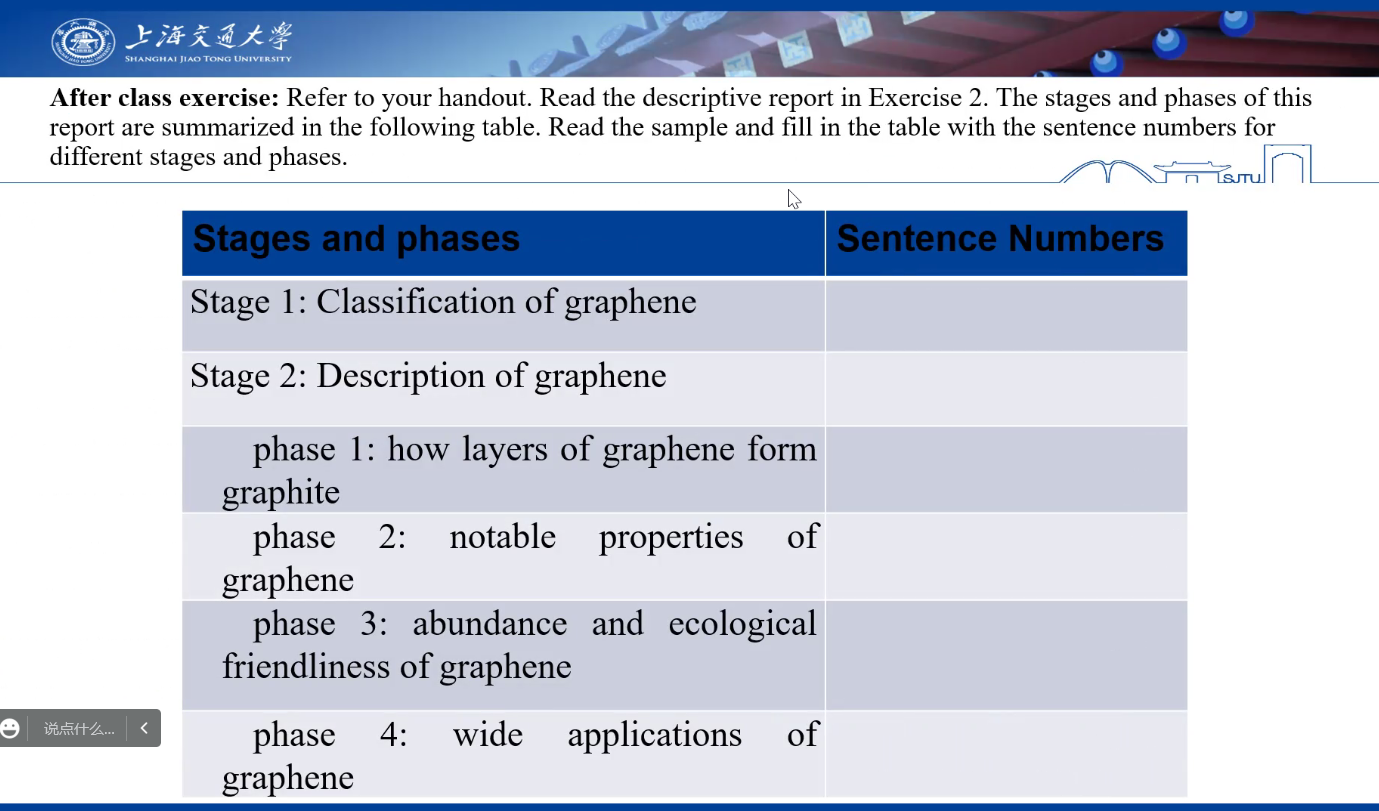 上海交通大学
SHANGHAI JIAO TONG UNIVERSITY
After class exercise: Refer to your handout. Read the descriptive report in Exercise 2. The stages and phases of this
report are summarized in the following table. Read the sample and fill in the table with the sentence numbers for
different stages and phases.
SJTU
Stages and phases
Sentence Numbers
Stage 1: Classification of graphene
Stage 2: Description of graphene
phase 1: how layers of graphene form
graphite
phase 2: notable properties of
graphene
phase 3: abundance and ecological
friendliness of graphene
说点什么...
phase 4: wide applications of
graphene